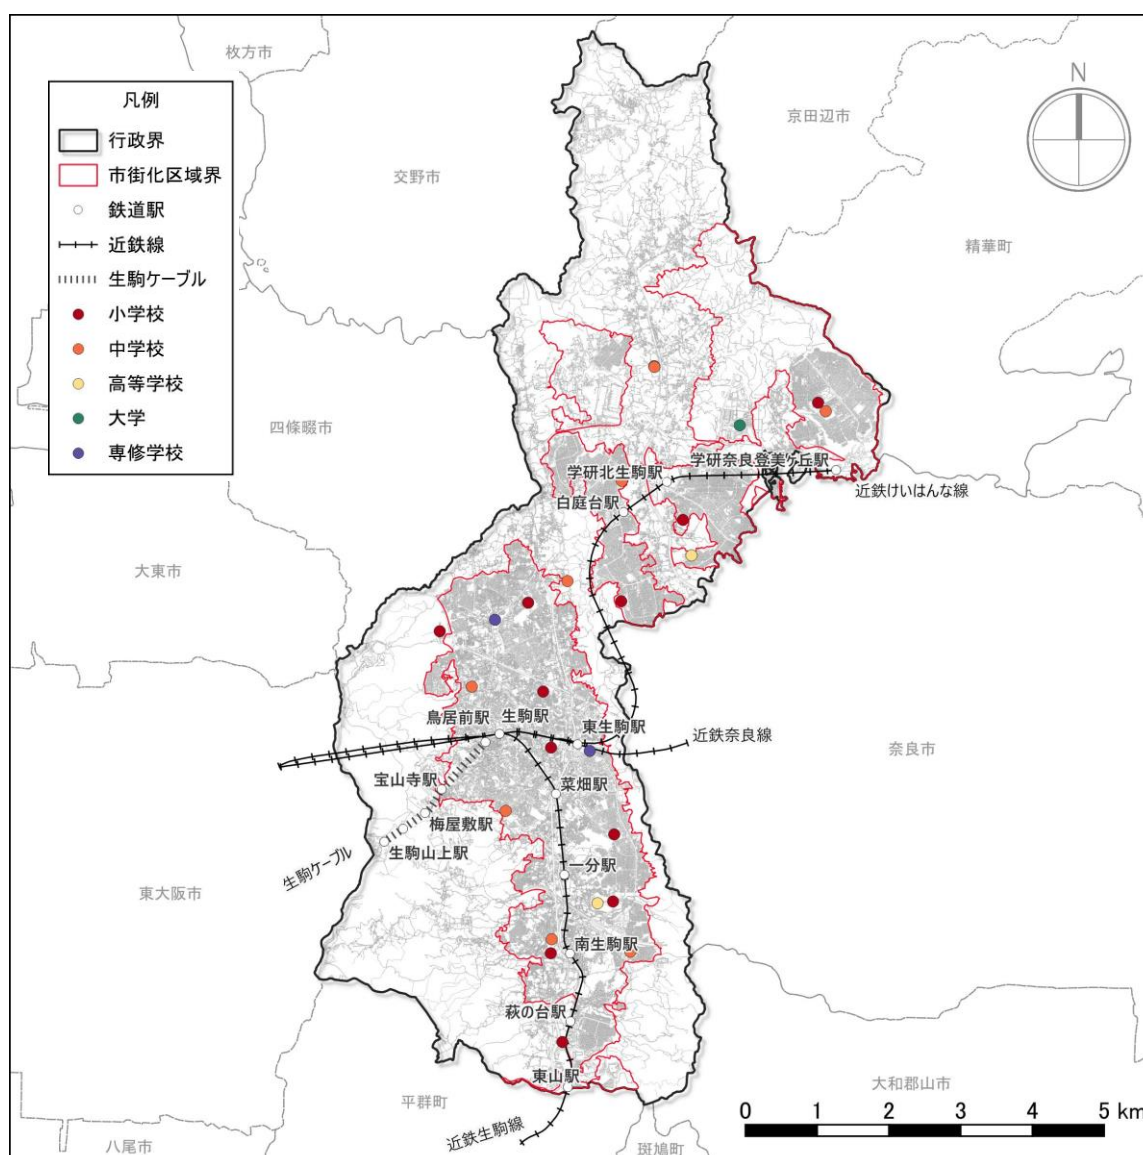 枚方市
凡例
行政界
市街化区域界
鉄道駅
近鉄線
生駒ケーブル
小学校
中学校
高等学校
大学
専修学校
N
京田辺市
交野市
精華町
四條畷市
学研北生駒駅
学研奈良登美ヶ丘駅
近鉄けいはんな線
白庭台駅
大東市
鳥居前駅
生駒駅
東生駒駅
近鉄奈良線
奈良市
宝山寺駅
菜畑駅
梅屋敷駅
生駒山上駅
生駒ケーブル
一分駅
東大阪市
南生駒駅
萩の台駅
東山駅
平群町
大和郡山市
近鉄生駒線
八尾市
斑鳩町
0 1 2 3 4 5 km